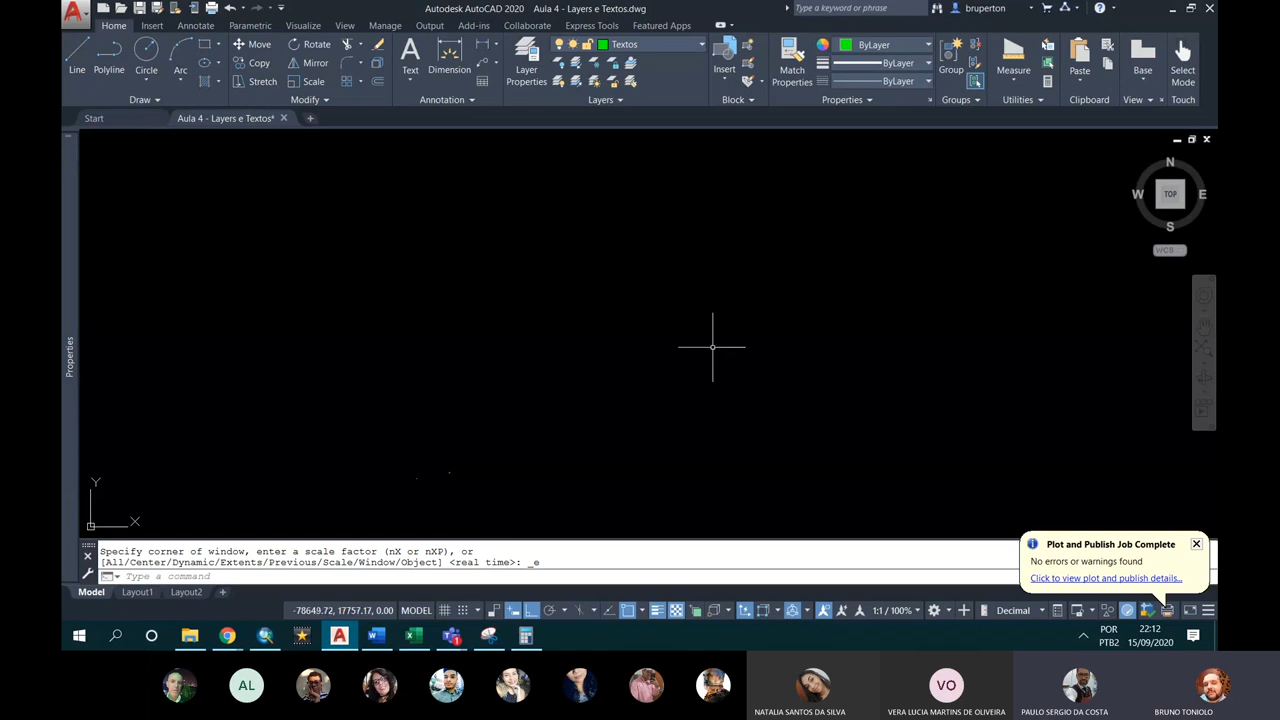 Autodesk AutoCAD 2020 Aula 4 - Layers e Textos.dwg
Type a keyword or phrase
bruperton
Home Insert Annotate Parametric Visualize View Manage Output Add-ins Collaborate Express Tools Featured Apps
Line Polyline Circle Arc
Move Rotate
Copy Mirror
Stretch Scale
Text Dimension
Layer Properties
Textos
Insert
Match Properties
ByLayer
ByLayer
ByLayer
Group
Measure
Paste
Base
Select Mode
Draw Modify Annotation Layers Block Properties Groups Utilities Clipboard View Touch
Start Aula 4 - Layers e Textos*
N
W TOP E
S
WCS
Properties
Y
X
Specify corner of window, enter a scale factor (nX or nXP), or
[All/Center/Dynamic/Extents/Previous/Scale/Window/Object] <real time>: _e
Type a command
Plot and Publish Job Complete
No errors or warnings found
Click to view plot and publish details...
Model Layout1 Layout2
-78649.72, 17757.17, 0.00 MODEL 1:1 / 100% Decimal
POR
PTB2
22:12
15/09/2020
AL
VO
NATALIA SANTOS DA SILVA
VERA LUCIA MARTINS DE OLIVEIRA
PAULO SERGIO DA COSTA
BRUNO TONIOLO